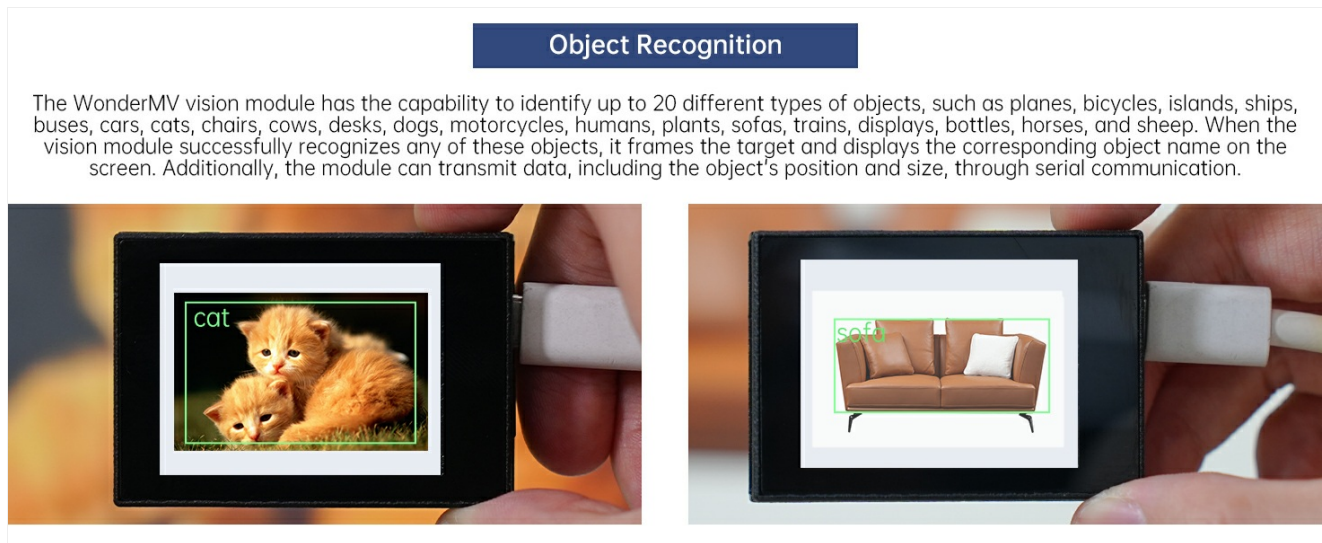 Object Recognition
The WonderMV vision module has the capability to identify up to 20 different types of objects, such as planes, bicycles, islands, ships,
buses, cars, cats, chairs, cows, desks, dogs, motorcycles, humans, plants, sofas, trains, displays, bottles, horses, and sheep. When the
vision module successfully recognizes any of these objects, it frames the target and displays the corresponding object name on the
screen. Additionally, the module can transmit data, including the object's position and size, through serial communication.
cat
sofa